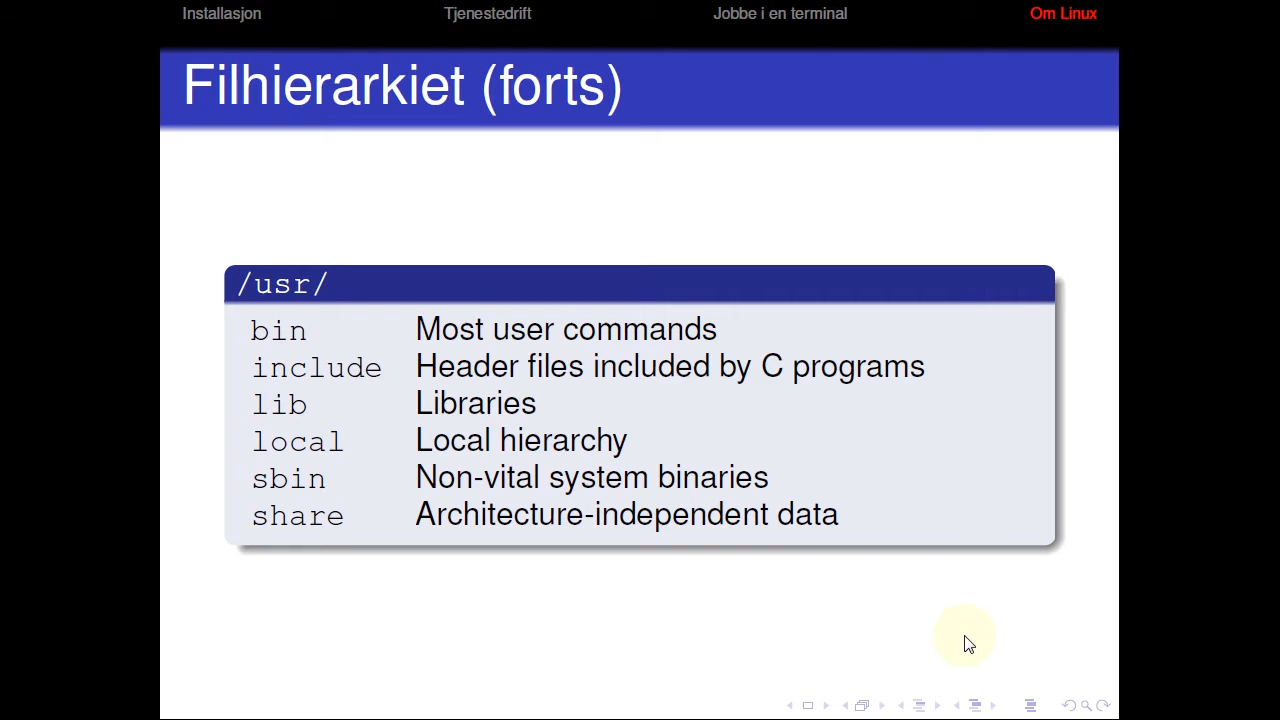 Installasjon Tjenestedrift Jobbe i en terminal Om Linux
Filhierarkiet (forts)
/usr/
bin Most user commands
include Header files included by C programs
lib Libraries
local Local hierarchy
sbin Non-vital system binaries
share Architecture-independent data